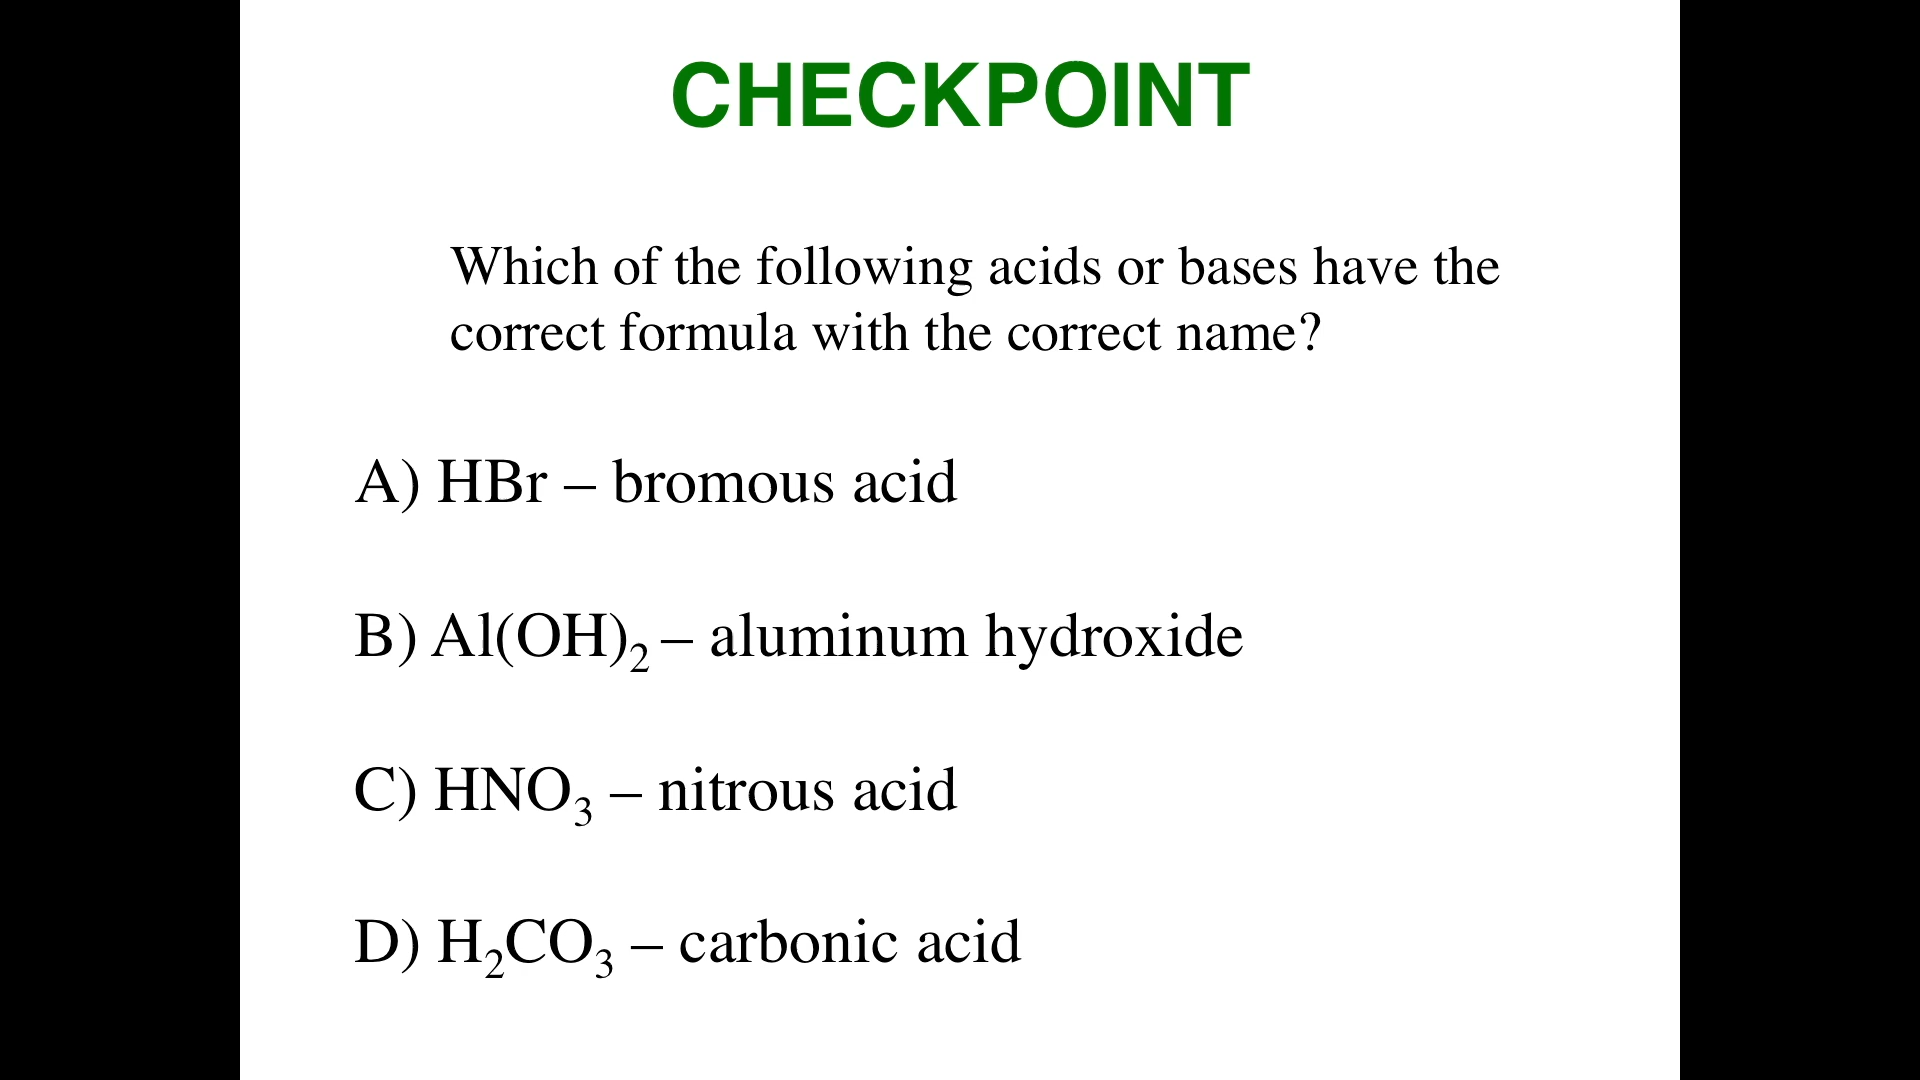 CHECKPOINT
Which of the following acids or bases have the
correct formula with the correct name?
A) HBr – bromous acid
B) Al(OH)₂ – aluminum hydroxide
C) HNO₃ – nitrous acid
D) H₂CO₃ – carbonic acid